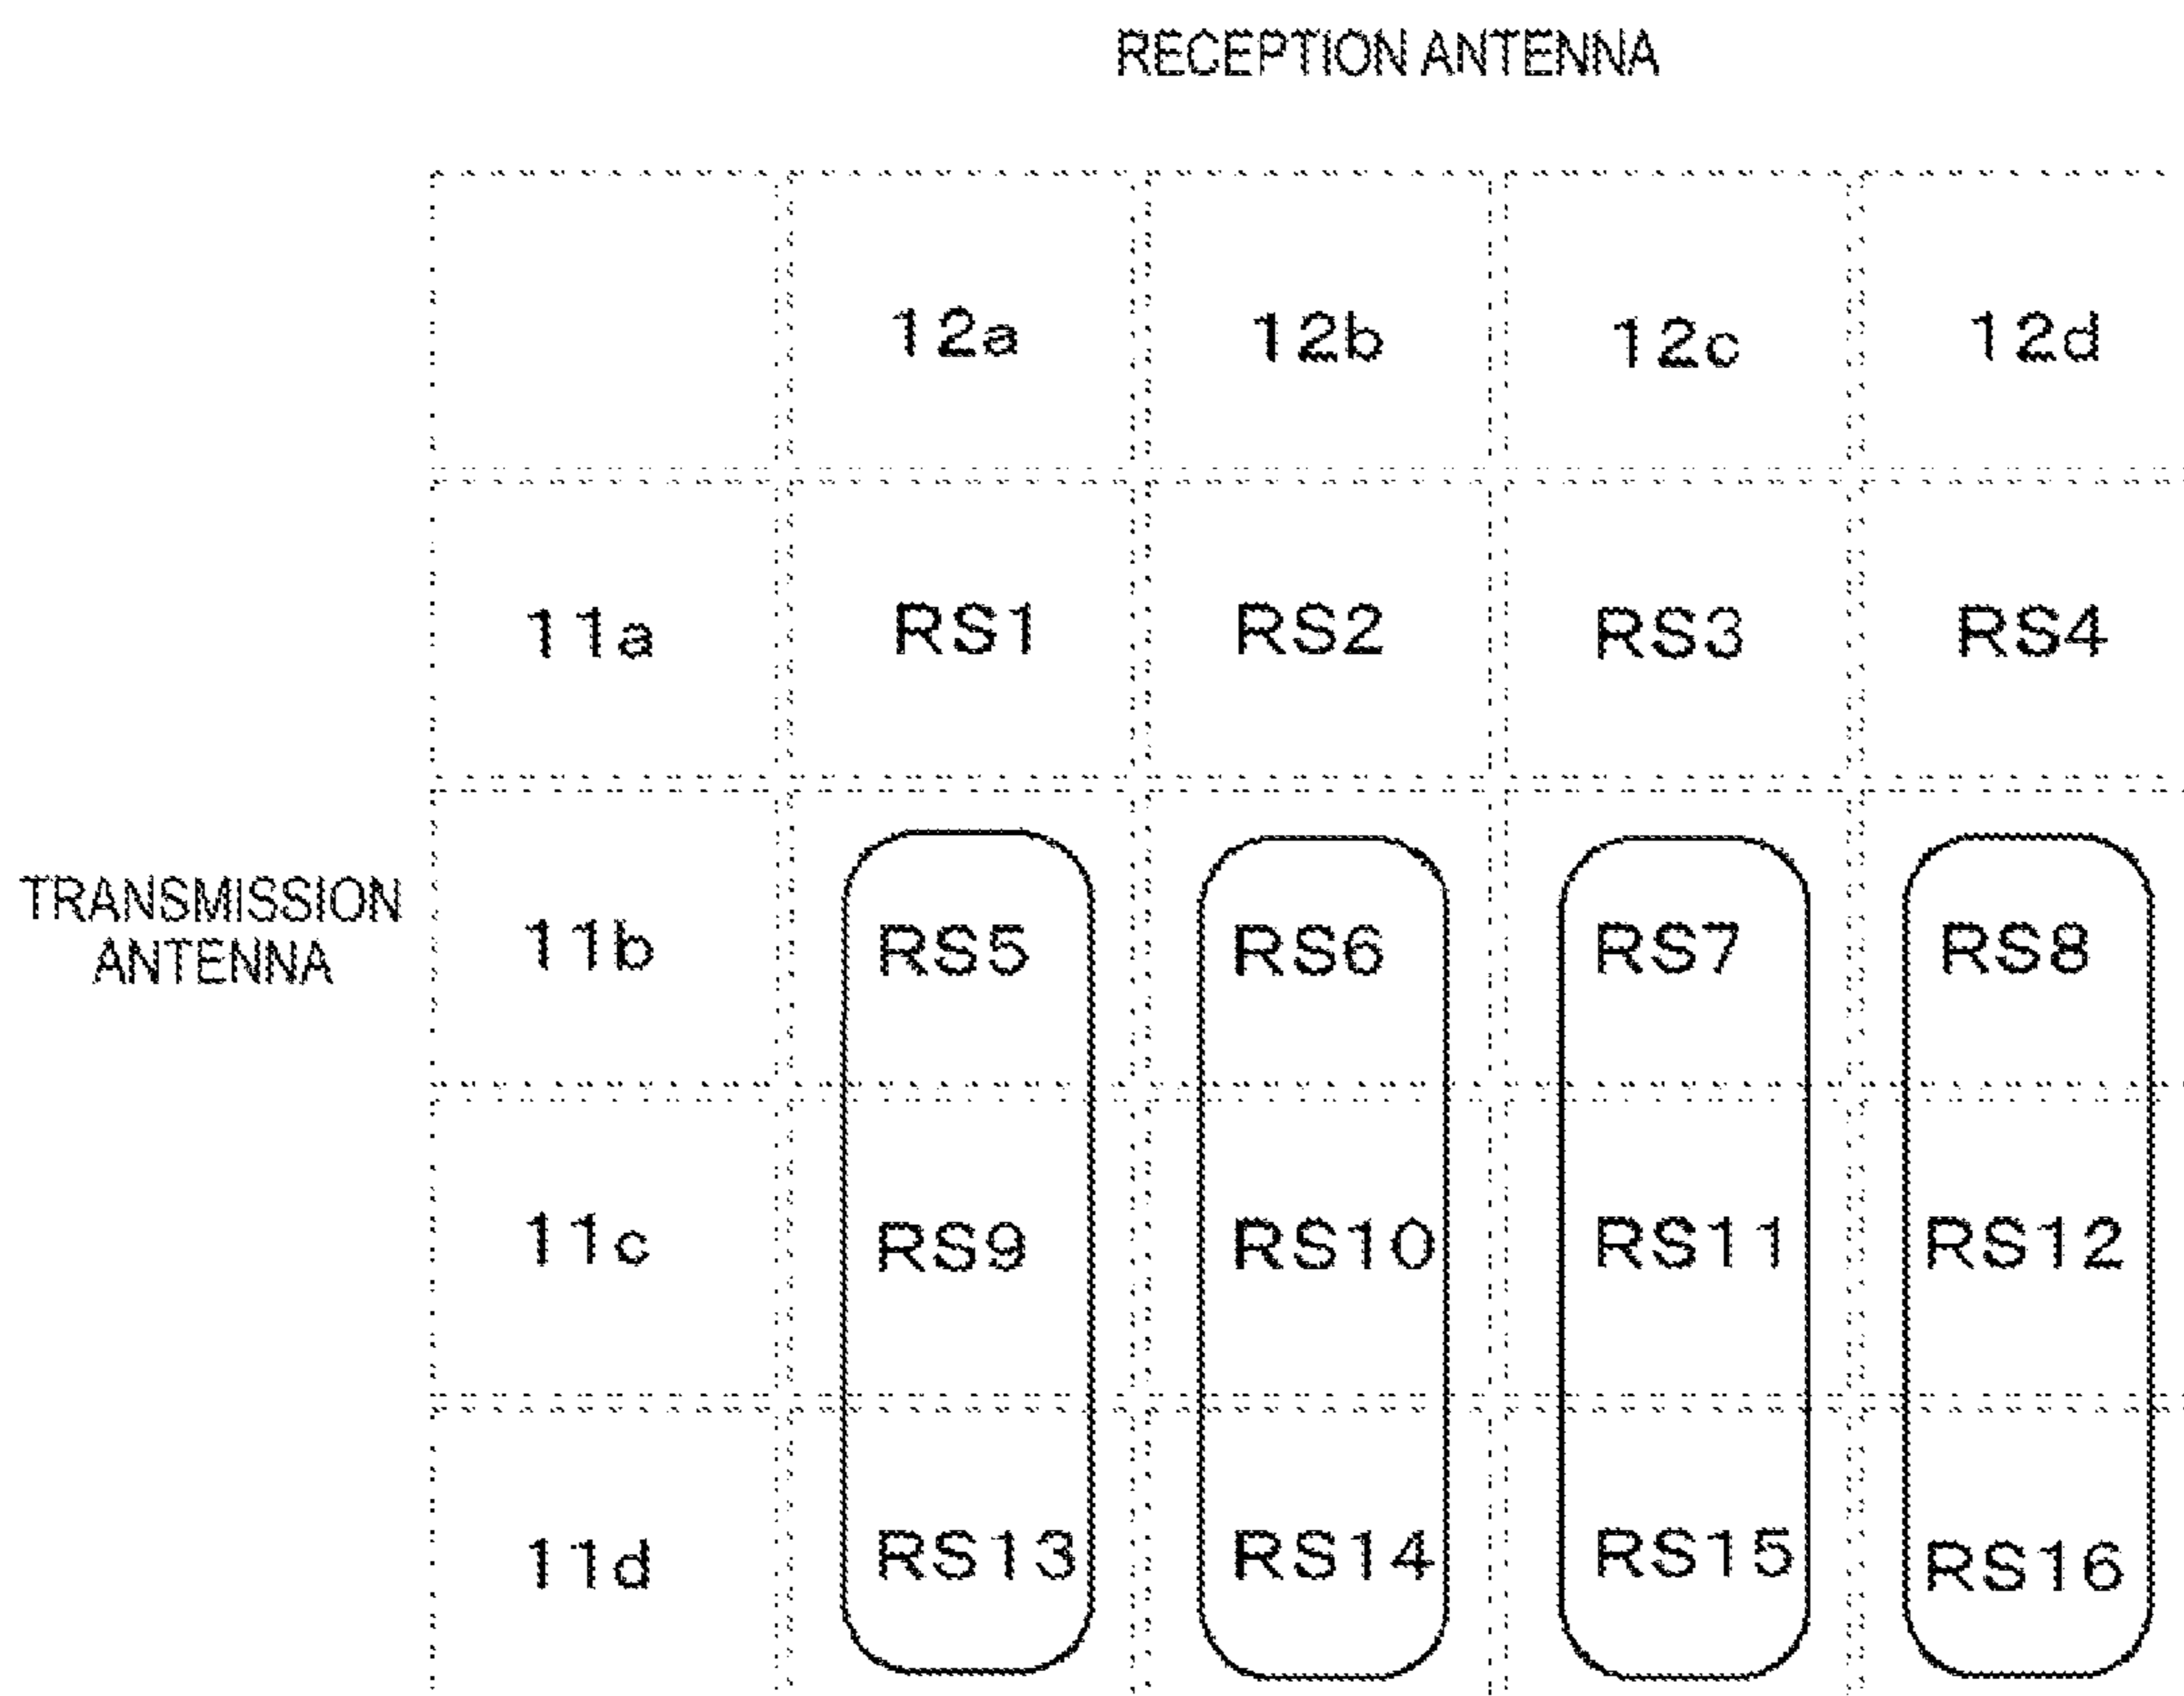 RECEPTION ANTENNA
12a 12b 12c 12d
11a RS1 RS2 RS3 RS4
TRANSMISSION
ANTENNA
11b RS5 RS6 RS7 RS8
11c RS9 RS10 RS11 RS12
11d RS13 RS14 RS15 RS16